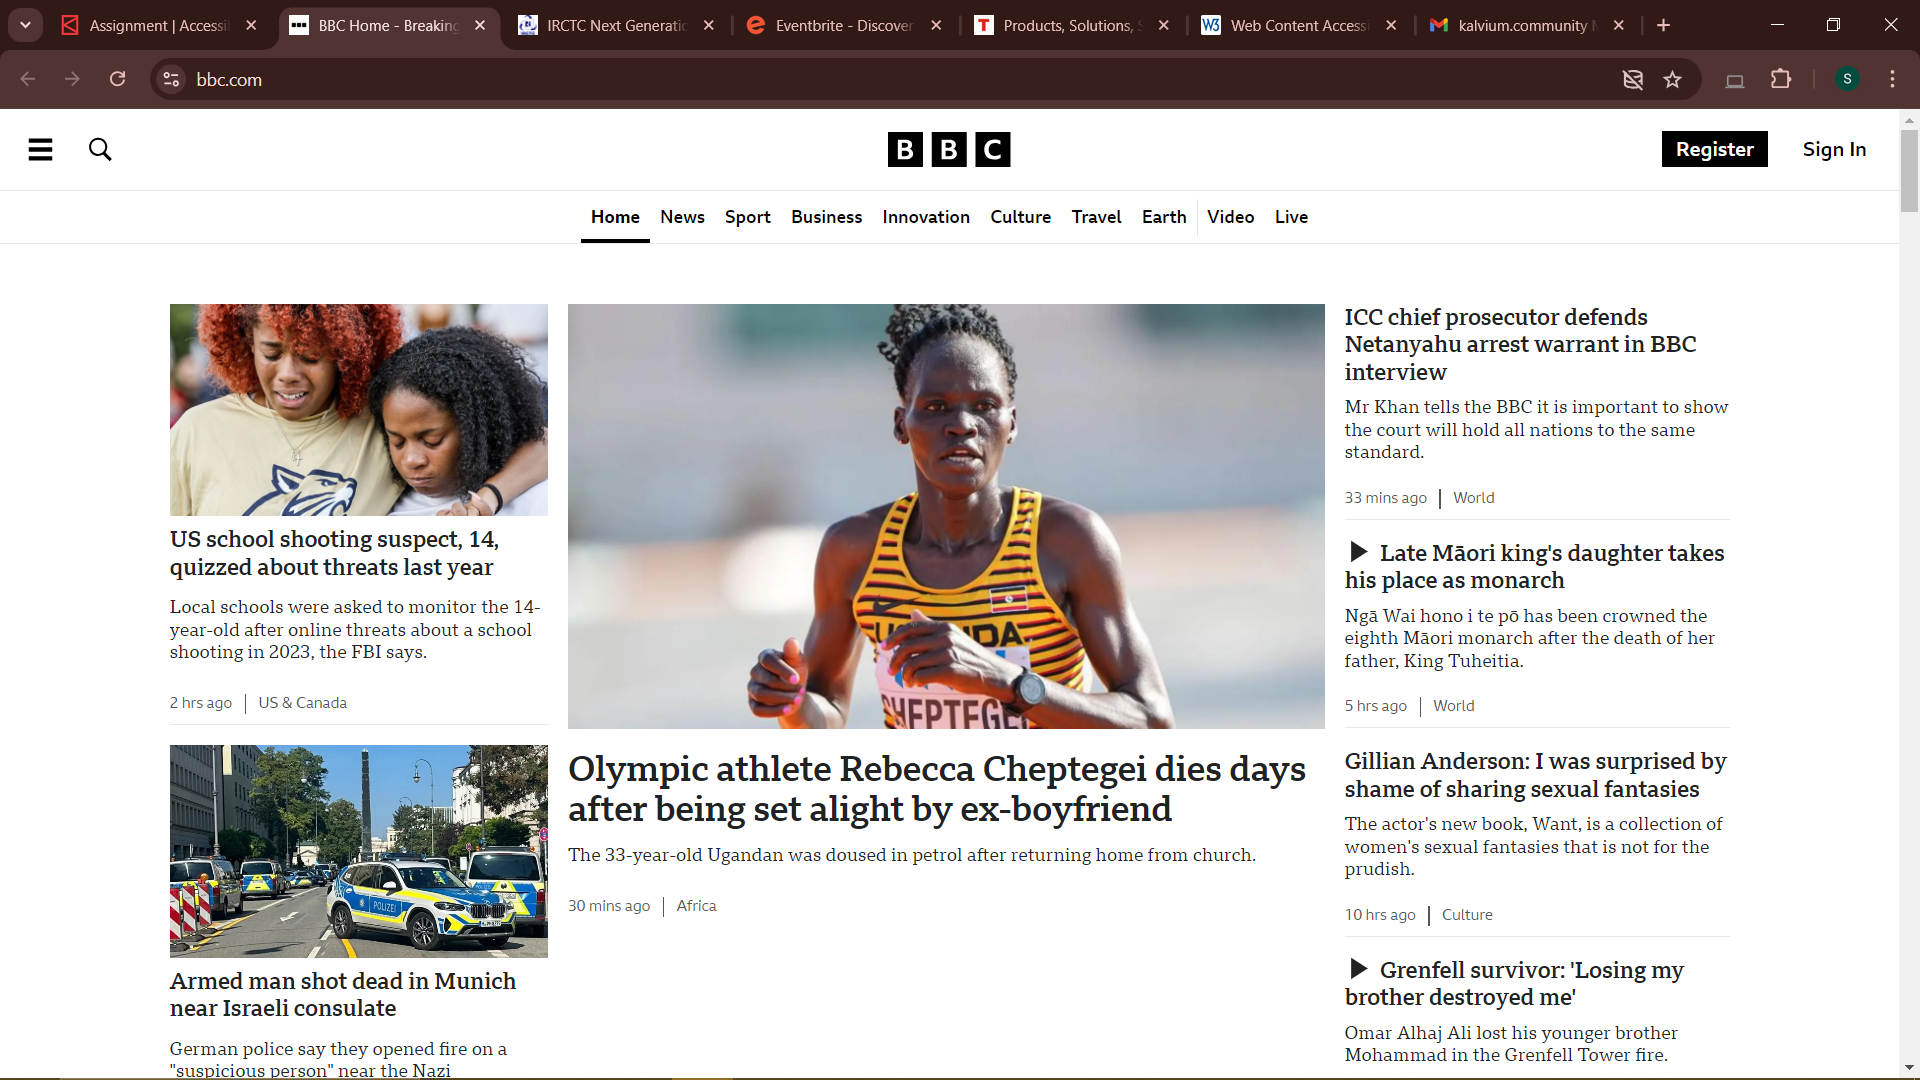 Assignment | Accessi
BBC Home - Breaking
IRCTC Next Generatio
Eventbrite - Discover
Products, Solutions, S
Web Content Accessi
kalvium.community M
bbc.com
S
BBC
Register
Sign In
Home News Sport Business Innovation Culture Travel Earth Video Live
US school shooting suspect, 14,
quizzed about threats last year
Local schools were asked to monitor the 14-
year-old after online threats about a school
shooting in 2023, the FBI says.
2 hrs ago | US & Canada
POLIZEI
Armed man shot dead in Munich
near Israeli consulate
German police say they opened fire on a
"suspicious person" near the Nazi
UGANDA
CHEPTEGEI
Olympic athlete Rebecca Cheptegei dies days
after being set alight by ex-boyfriend
The 33-year-old Ugandan was doused in petrol after returning home from church.
30 mins ago | Africa
ICC chief prosecutor defends
Netanyahu arrest warrant in BBC
interview
Mr Khan tells the BBC it is important to show
the court will hold all nations to the same
standard.
33 mins ago | World
Late Māori king's daughter takes
his place as monarch
Ngā Wai hono i te pō has been crowned the
eighth Māori monarch after the death of her
father, King Tuheitia.
5 hrs ago | World
Gillian Anderson: I was surprised by
shame of sharing sexual fantasies
The actor's new book, Want, is a collection of
women's sexual fantasies that is not for the
prudish.
10 hrs ago | Culture
Grenfell survivor: 'Losing my
brother destroyed me'
Omar Alhaj Ali lost his younger brother
Mohammad in the Grenfell Tower fire.